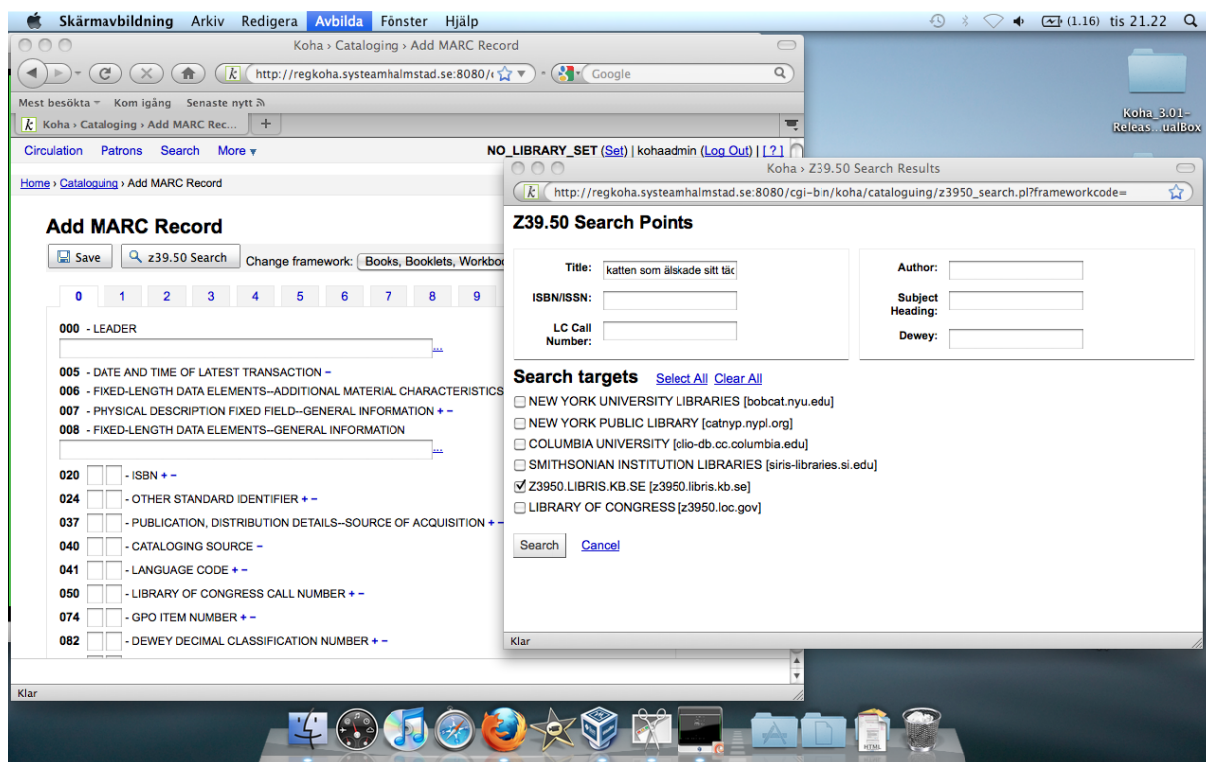 Skärmavbildning Arkiv Redigera Avbilda Fönster Hjälp (1.16) tis 21.22
Koha › Cataloging › Add MARC Record
k http://regkoha.systeamhalmstad.se:8080/ Google
Mest besökta Kom igång Senaste nytt
k Koha › Cataloging › Add MARC Rec... +
Circulation Patrons Search More NO_LIBRARY_SET (Set) | kohaadmin (Log Out) | [ ? ]
Home › Cataloguing › Add MARC Record
Add MARC Record
Save z39.50 Search Change framework: Books, Booklets, Workboo
0 1 2 3 4 5 6 7 8 9
000 - LEADER
...
005 - DATE AND TIME OF LATEST TRANSACTION –
006 - FIXED-LENGTH DATA ELEMENTS--ADDITIONAL MATERIAL CHARACTERISTICS
007 - PHYSICAL DESCRIPTION FIXED FIELD--GENERAL INFORMATION + –
008 - FIXED-LENGTH DATA ELEMENTS--GENERAL INFORMATION
...
020 - ISBN + –
024 - OTHER STANDARD IDENTIFIER + –
037 - PUBLICATION, DISTRIBUTION DETAILS--SOURCE OF ACQUISITION + –
040 - CATALOGING SOURCE –
041 - LANGUAGE CODE + –
050 - LIBRARY OF CONGRESS CALL NUMBER + –
074 - GPO ITEM NUMBER + –
082 - DEWEY DECIMAL CLASSIFICATION NUMBER + –
Klar
Koha › Z39.50 Search Results
k http://regkoha.systeamhalmstad.se:8080/cgi-bin/koha/cataloguing/z3950_search.pl?frameworkcode=
Z39.50 Search Points
Title: katten som älskade sitt täc Author:
ISBN/ISSN: Subject
Heading:
LC Call
Number: Dewey:
Search targets Select All Clear All
NEW YORK UNIVERSITY LIBRARIES [bobcat.nyu.edu]
NEW YORK PUBLIC LIBRARY [catnyp.nypl.org]
COLUMBIA UNIVERSITY [clio-db.cc.columbia.edu]
SMITHSONIAN INSTITUTION LIBRARIES [siris-libraries.si.edu]
Z3950.LIBRIS.KB.SE [z3950.libris.kb.se]
LIBRARY OF CONGRESS [z3950.loc.gov]
Search Cancel
Klar
Koha_3.01-
Releas...ualBox
HTML